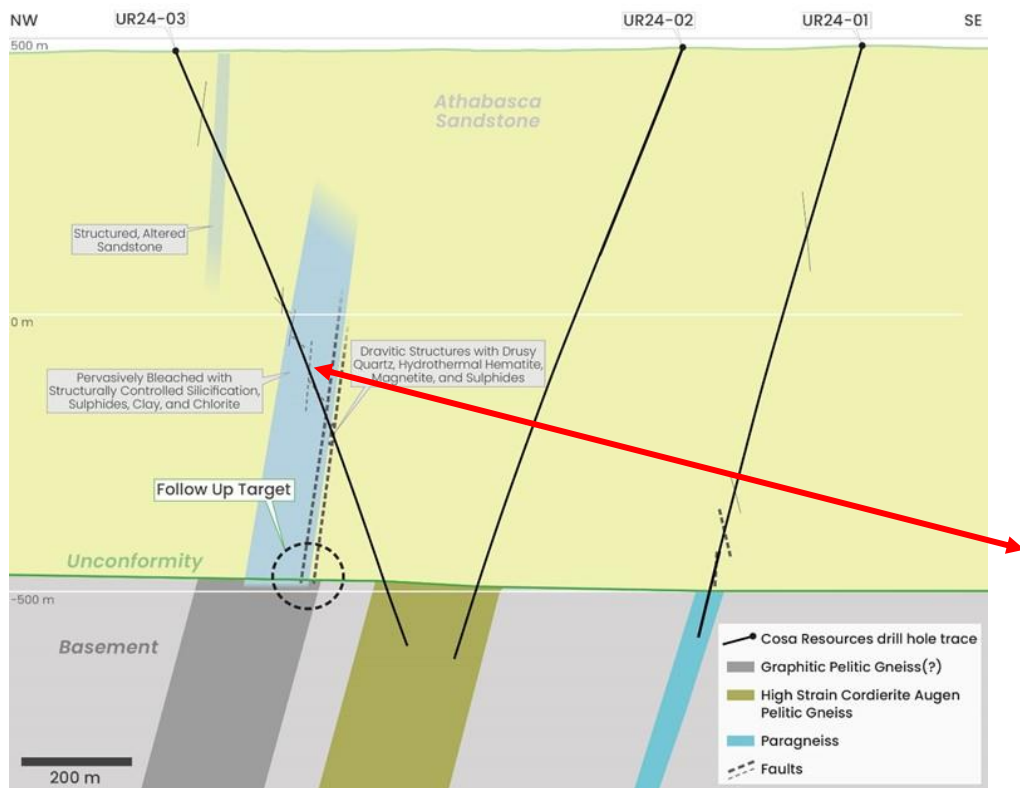 NW
UR24-03
UR24-02
UR24-01
SE
500 m
Athabasca
Sandstone
Structured, Altered
Sandstone
0 m
Dravitic Structures with Drusy
Quartz, Hydrothermal Hematite,
Magnetite, and Sulphides
Pervasively Bleached with
Structurally Controlled Silicification,
Sulphides, Clay, and Chlorite
Follow Up Target
Unconformity
-500 m
Basement
Cosa Resources drill hole trace
Graphitic Pelitic Gneiss(?)
High Strain Cordierite Augen
Pelitic Gneiss
Paragneiss
Faults
200 m